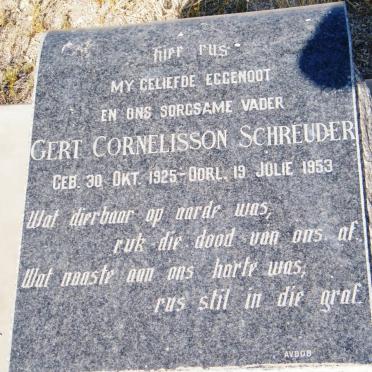 hier rus
MY GELIEFDE EGGENOOT
EN ONS SORGSAME VADER
GERT CORNELISSON SCHREUDER
GEB. 30 OKT. 1925-OORL. 19 JULIE 1953
Wat dierbaar op aarde was,
ruk die dood van ons af.
Wat naaste aan ons harte was,
rus stil in die graf.
AVBOB